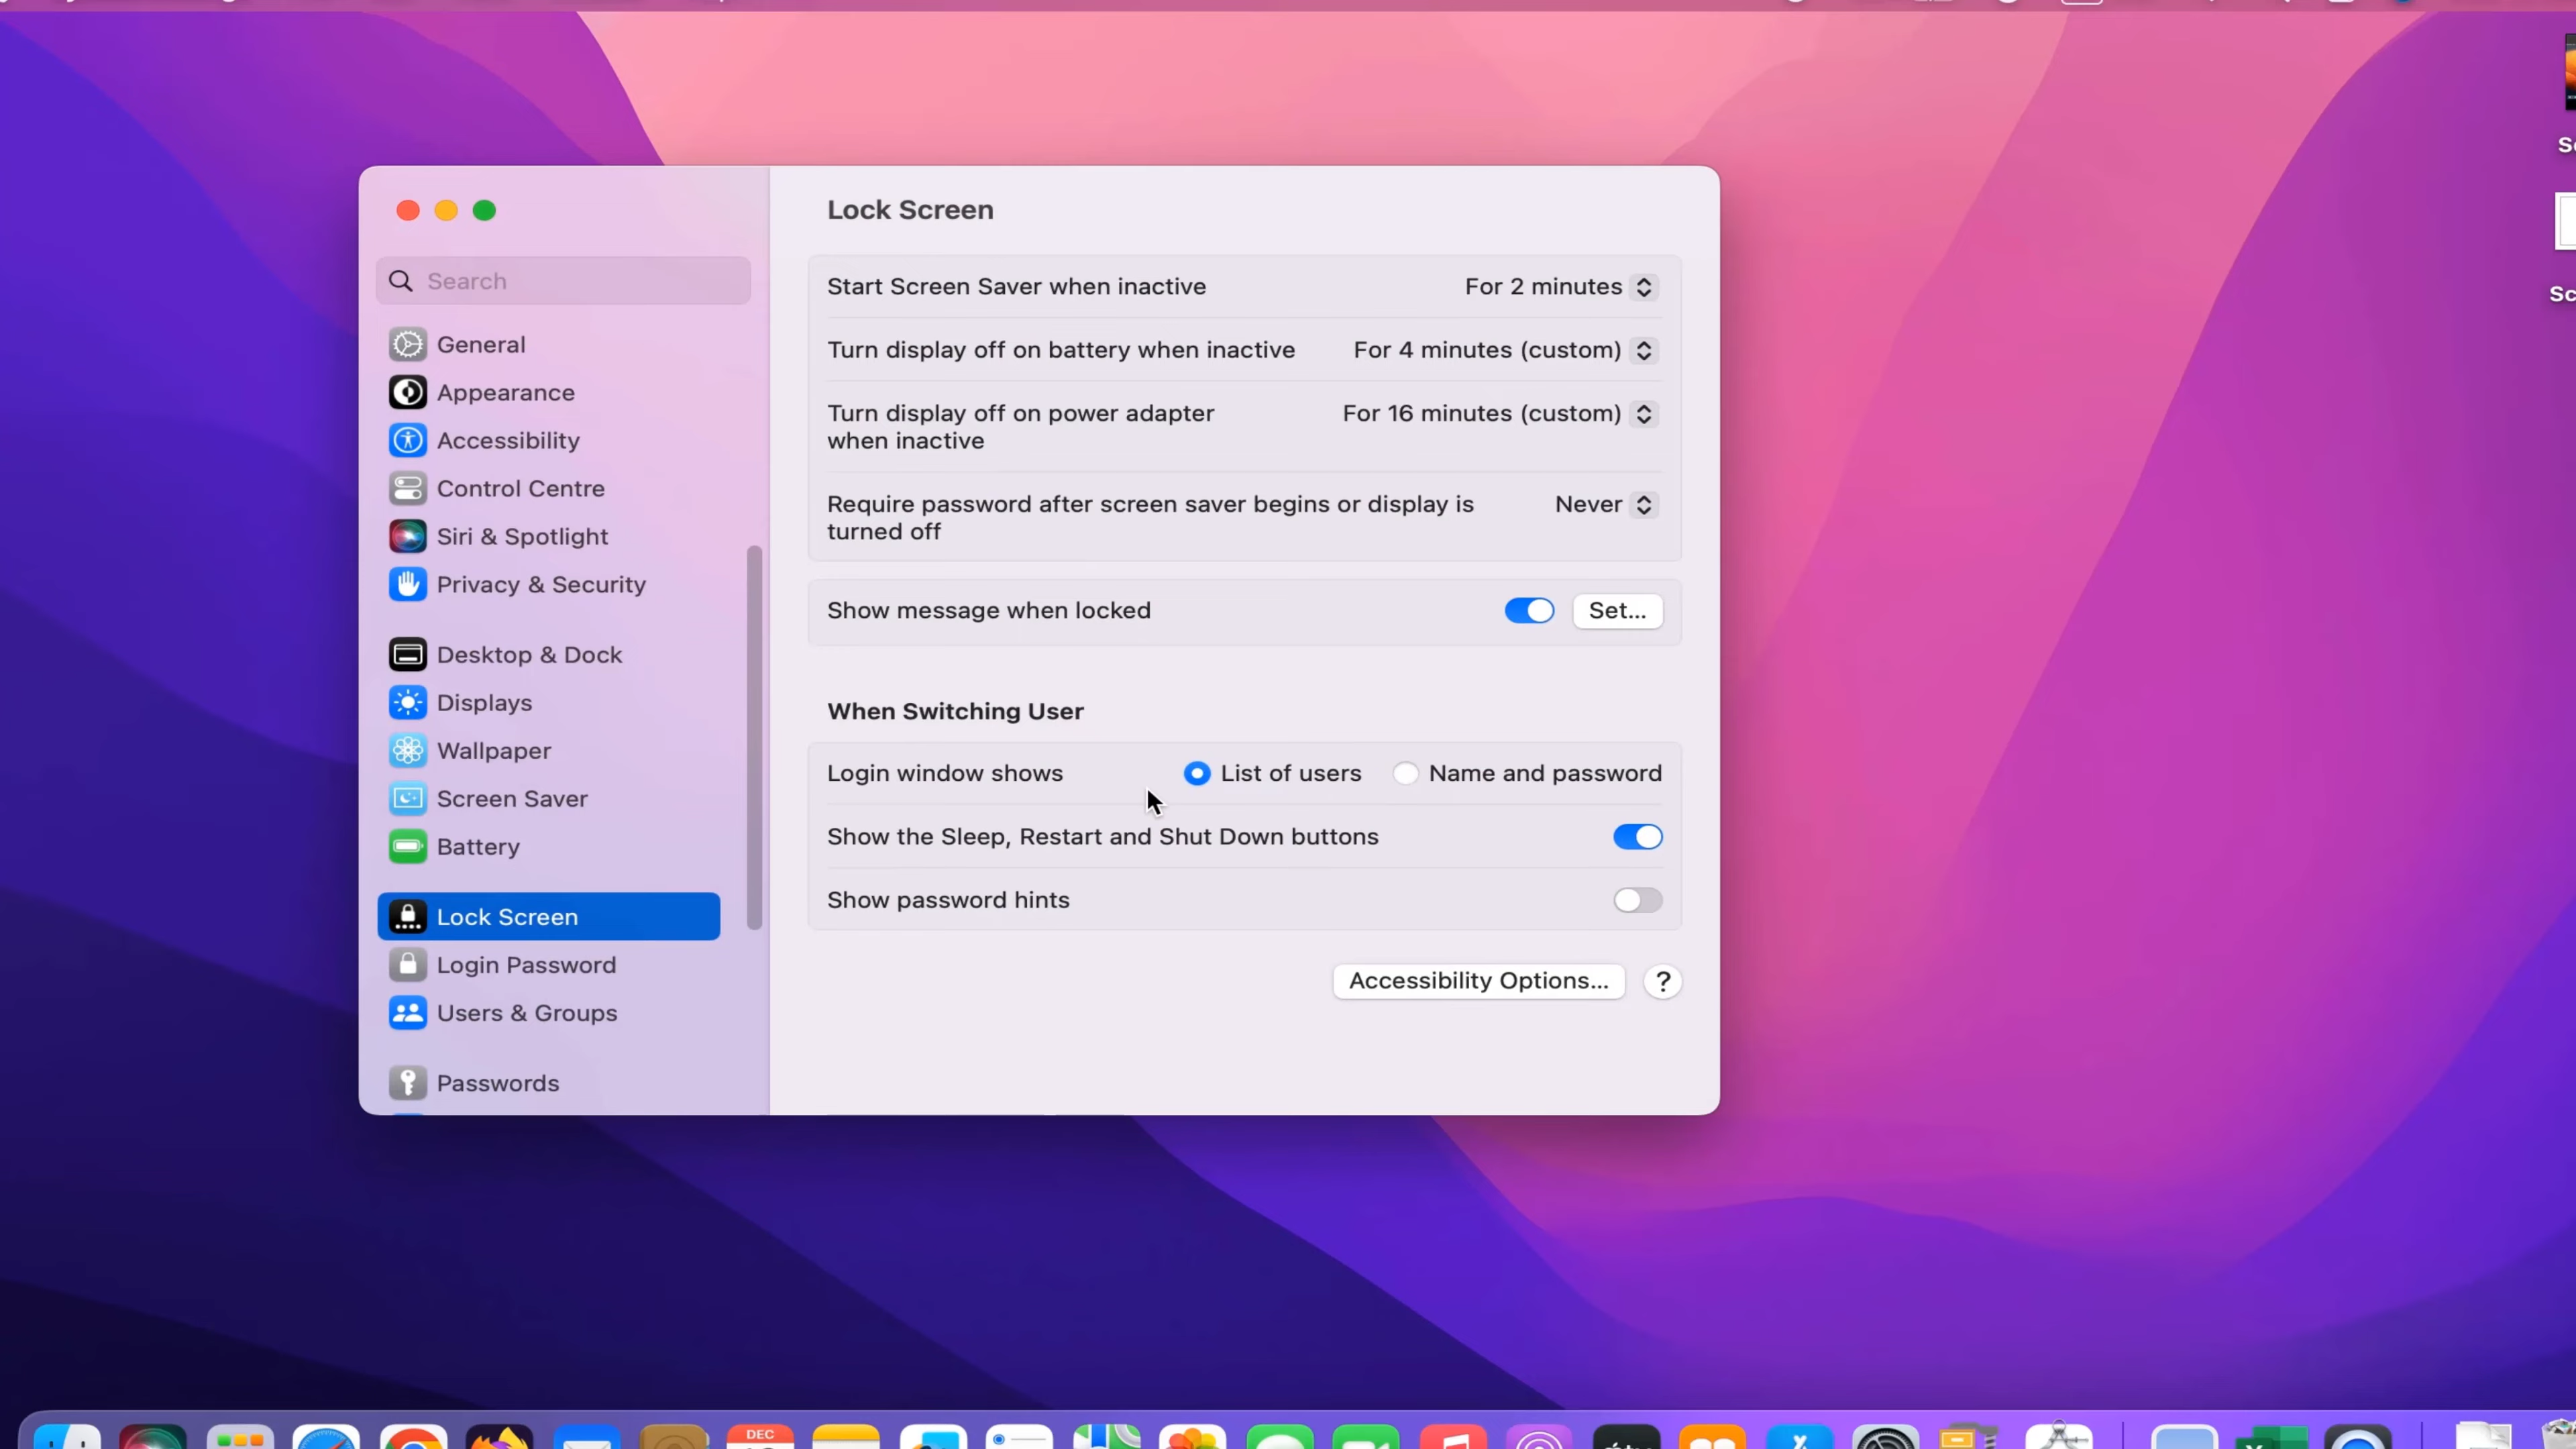 Lock Screen
Search
General
Appearance
Accessibility
Control Centre
Siri & Spotlight
Privacy & Security
Desktop & Dock
Displays
Wallpaper
Screen Saver
Battery
Lock Screen
Login Password
Users & Groups
Passwords
Start Screen Saver when inactive For 2 minutes
Turn display off on battery when inactive For 4 minutes (custom)
Turn display off on power adapter For 16 minutes (custom)
when inactive
Require password after screen saver begins or display is Never
turned off
Show message when locked Set...
When Switching User
Login window shows List of users Name and password
Show the Sleep, Restart and Shut Down buttons
Show password hints
Accessibility Options... ?
DEC